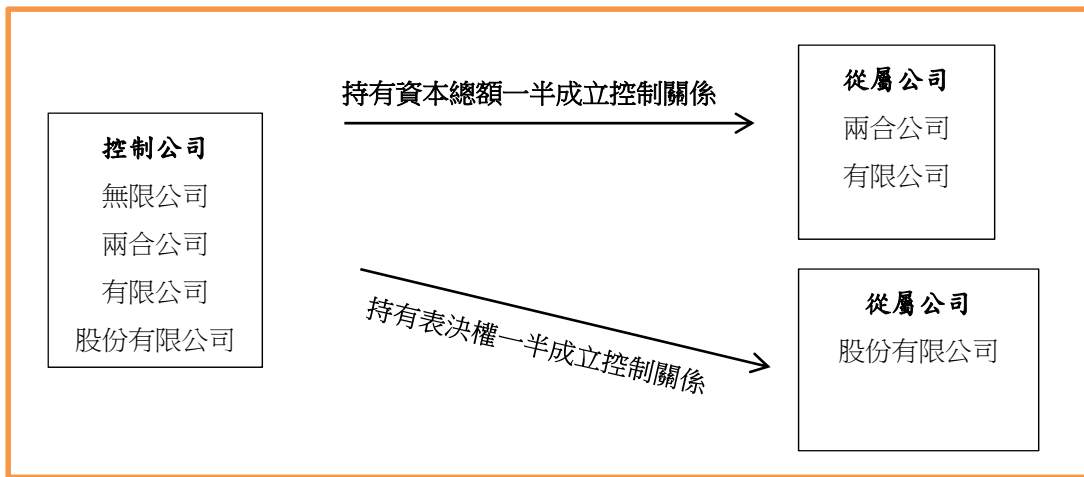 控制公司
無限公司
兩合公司
有限公司
股份有限公司
持有資本總額一半成立控制關係
從屬公司
兩合公司
有限公司
持有表決權一半成立控制關係
從屬公司
股份有限公司